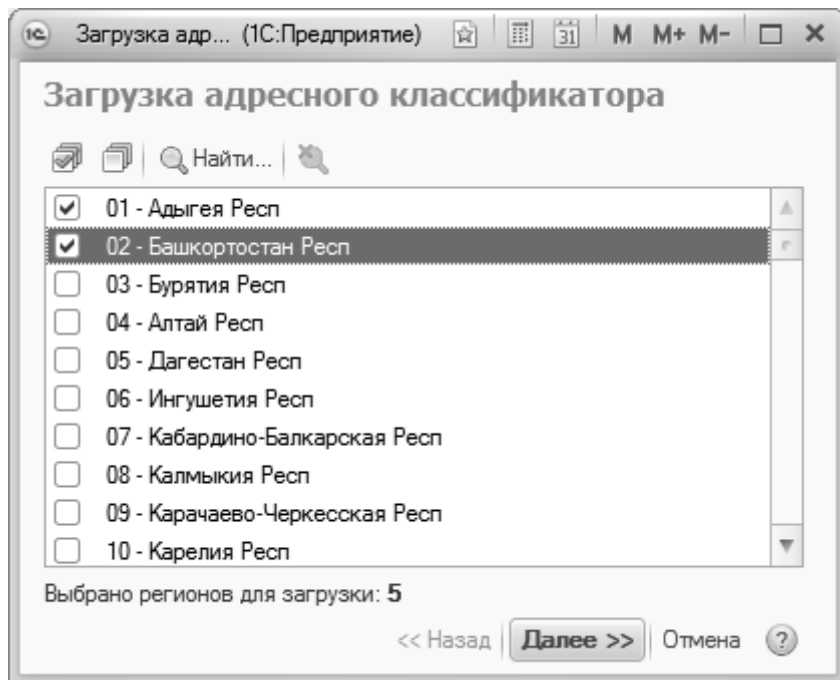 1С Загрузка адр... (1С:Предприятие) 31 M M+ M-
Загрузка адресного классификатора
Найти...
01 - Адыгея Респ
02 - Башкортостан Респ
03 - Бурятия Респ
04 - Алтай Респ
05 - Дагестан Респ
06 - Ингушетия Респ
07 - Кабардино-Балкарская Респ
08 - Калмыкия Респ
09 - Карачаево-Черкесская Респ
10 - Карелия Респ
Выбрано регионов для загрузки: 5
<< Назад Далее >> Отмена ?